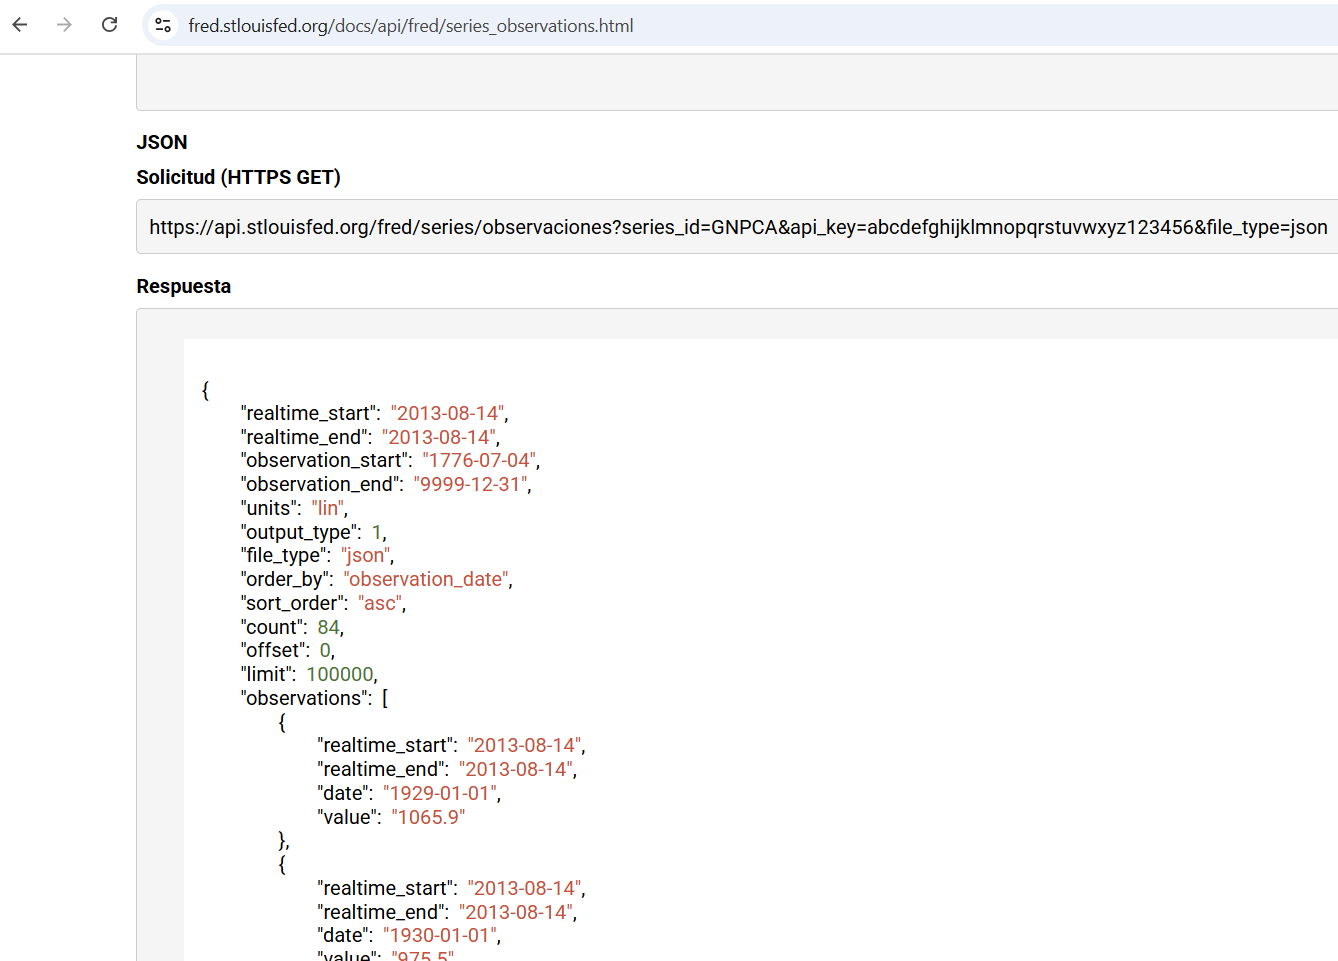 fred.stlouisfed.org/docs/api/fred/series_observations.html
JSON
Solicitud (HTTPS GET)
https://api.stlouisfed.org/fred/series/observaciones?series_id=GNPCA&api_key=abcdefghijklmnopqrstuvwxyz123456&file_type=json
Respuesta
{
"realtime_start": "2013-08-14",
"realtime_end": "2013-08-14",
"observation_start": "1776-07-04",
"observation_end": "9999-12-31",
"units": "lin",
"output_type": 1,
"file_type": "json",
"order_by": "observation_date",
"sort_order": "asc",
"count": 84,
"offset": 0,
"limit": 100000,
"observations": [
{
"realtime_start": "2013-08-14",
"realtime_end": "2013-08-14",
"date": "1929-01-01",
"value": "1065.9"
},
{
"realtime_start": "2013-08-14",
"realtime_end": "2013-08-14",
"date": "1930-01-01",
"value": "975.5"